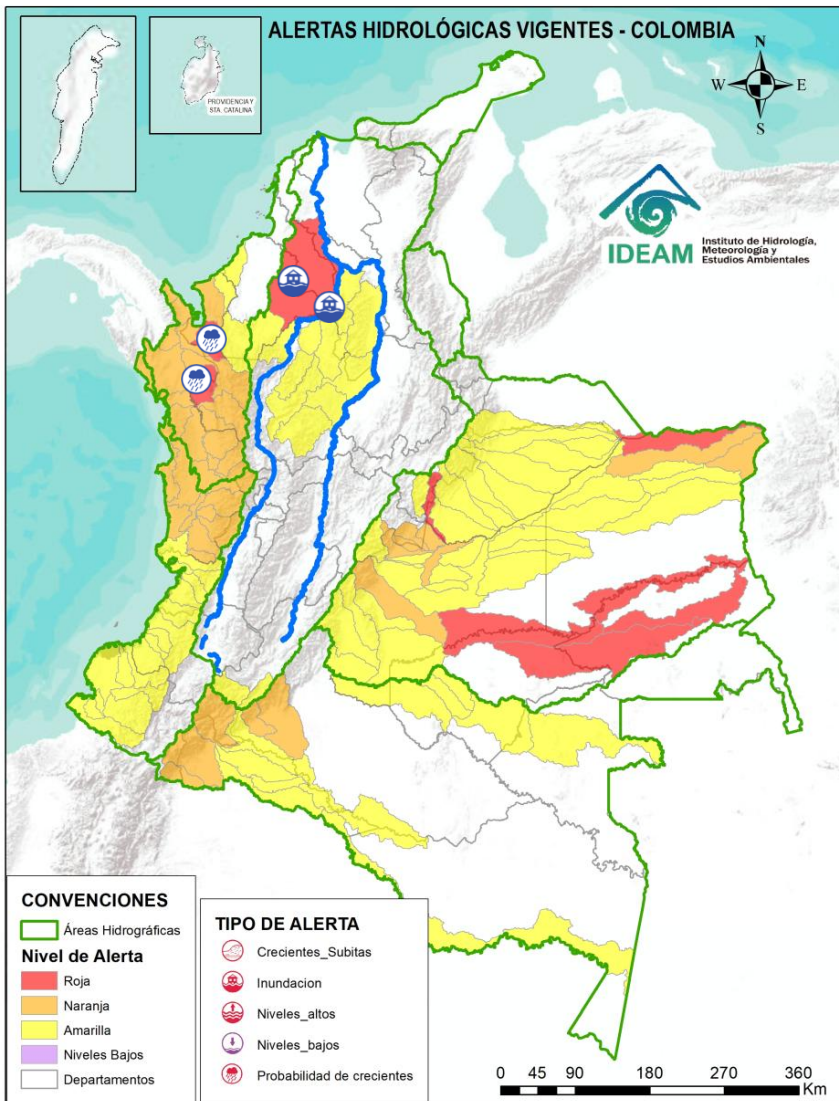 ALERTAS HIDROLÓGICAS VIGENTES - COLOMBIA
PROVIDENCIA Y
STA. CATALINA
N
W
E
S
IDEAM
Instituto de Hidrología,
Meteorología y
Estudios Ambientales
CONVENCIONES
Áreas Hidrográficas
Nivel de Alerta
Roja
Naranja
Amarilla
Niveles Bajos
Departamentos
TIPO DE ALERTA
Crecientes_Subitas
Inundacion
Niveles_altos
Niveles_bajos
Probabilidad de crecientes
0 45 90 180 270 360
Km